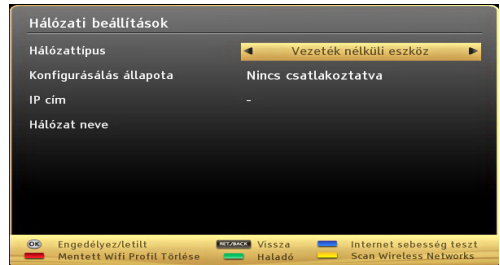 Hálózati beállítások
Hálózattípus Vezeték nélküli eszköz
Konfigurásálás állapota Nincs csatlakoztatva
IP cím -
Hálózat neve
OK Engedélyez/letilt RET./BACK Vissza Internet sebesség teszt
Mentett Wifi Profil Törlése Haladó Scan Wireless Networks